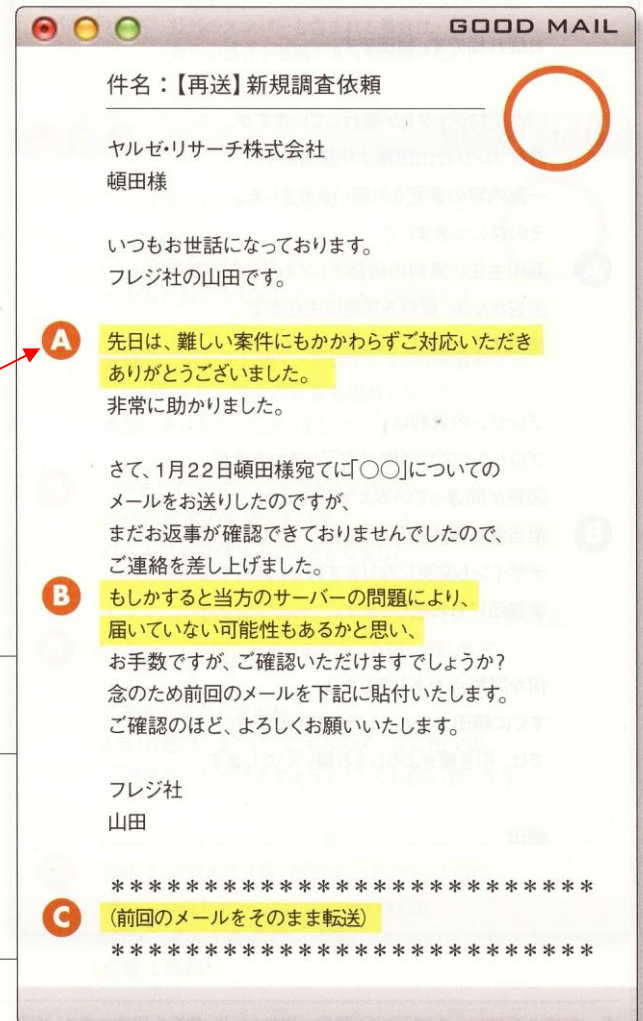 GOOD MAIL
件名：【再送】新規調査依頼
ヤルゼ・リサーチ株式会社
頓田様
いつもお世話になっております。
フレジ社の山田です。
A
先日は、難しい案件にもかかわらずご対応いただき
ありがとうございました。
非常に助かりました。
さて、1月22日頓田様宛てに「○○」についての
メールをお送りしたのですが、
まだお返事が確認できておりませんでしたので、
ご連絡を差し上げました。
B
もしかすると当方のサーバーの問題により、
届いていない可能性もあるかと思い、
お手数ですが、ご確認いただけますでしょうか?
念のため前回のメールを下記に貼付いたします。
ご確認のほど、よろしくお願いいたします。
フレジ社
山田
**************************
C
(前回のメールをそのまま転送)
**************************